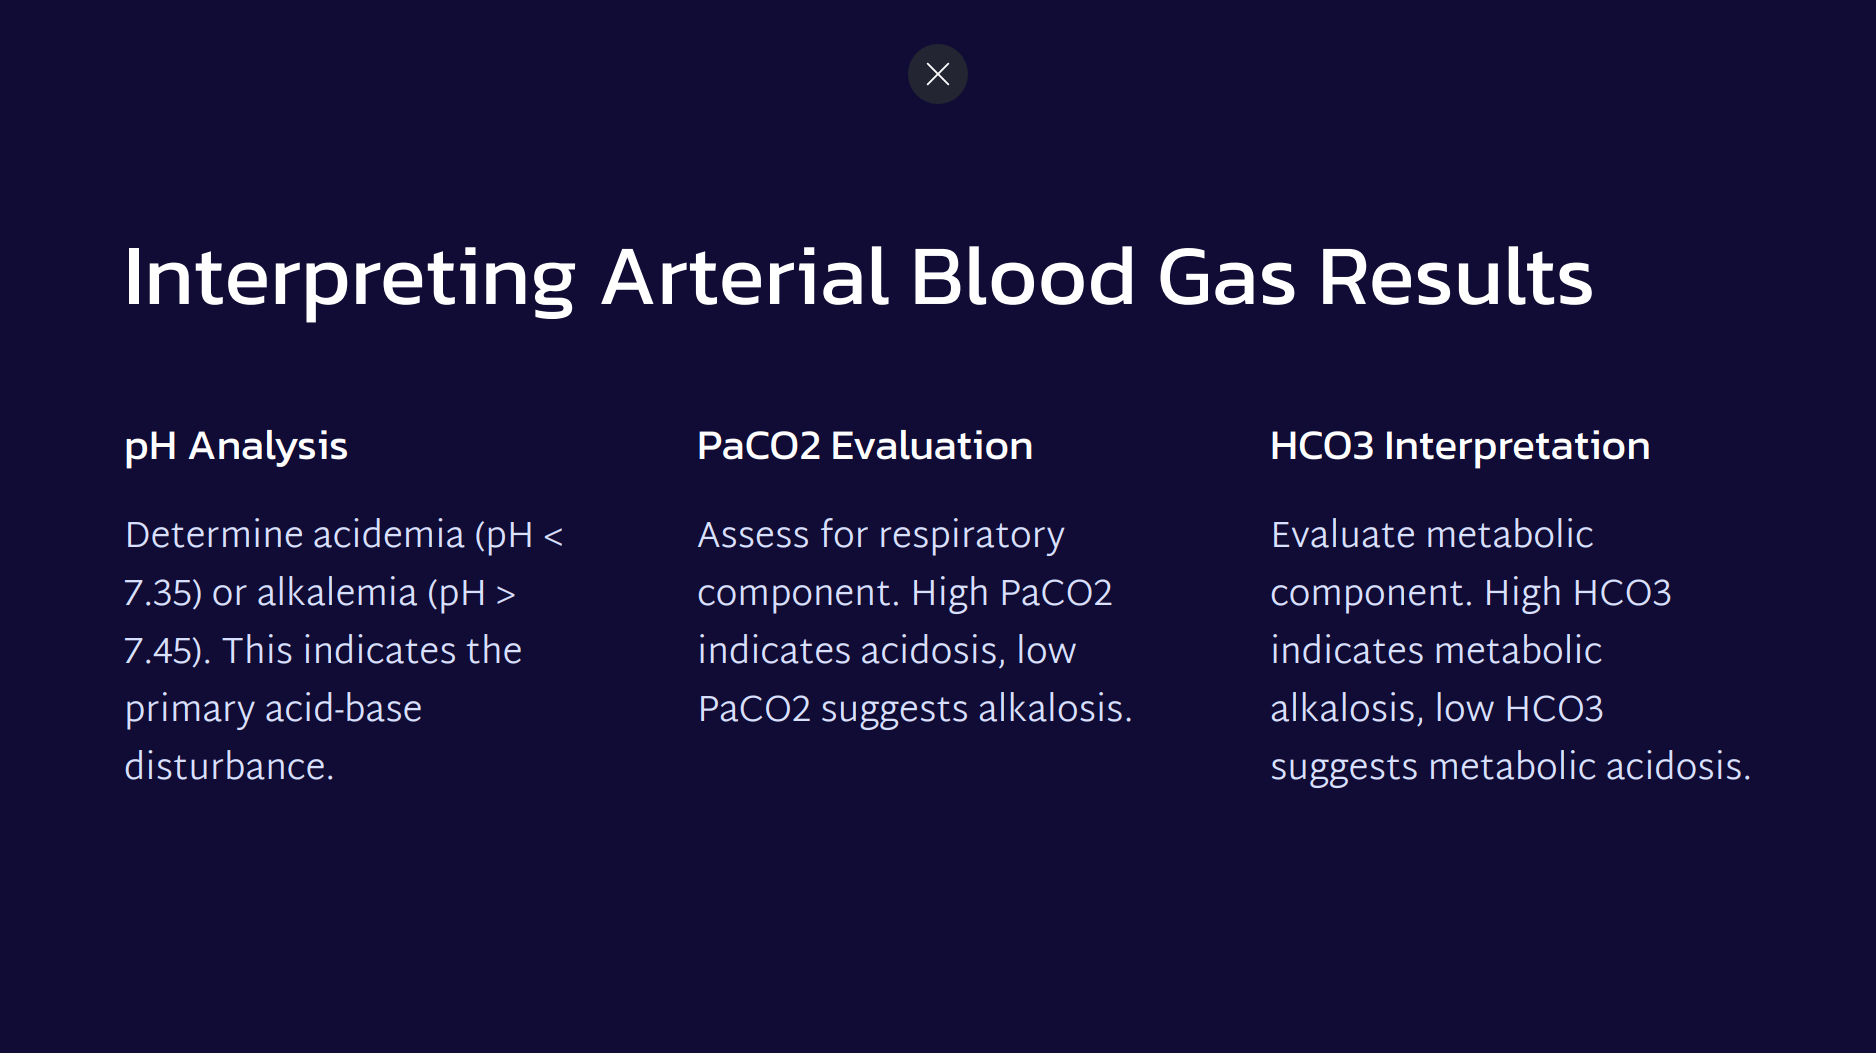 Interpreting Arterial Blood Gas Results
pH Analysis
Determine acidemia (pH <
7.35) or alkalemia (pH >
7.45). This indicates the
primary acid-base
disturbance.
PaCO2 Evaluation
Assess for respiratory
component. High PaCO2
indicates acidosis, low
PaCO2 suggests alkalosis.
HCO3 Interpretation
Evaluate metabolic
component. High HCO3
indicates metabolic
alkalosis, low HCO3
suggests metabolic acidosis.